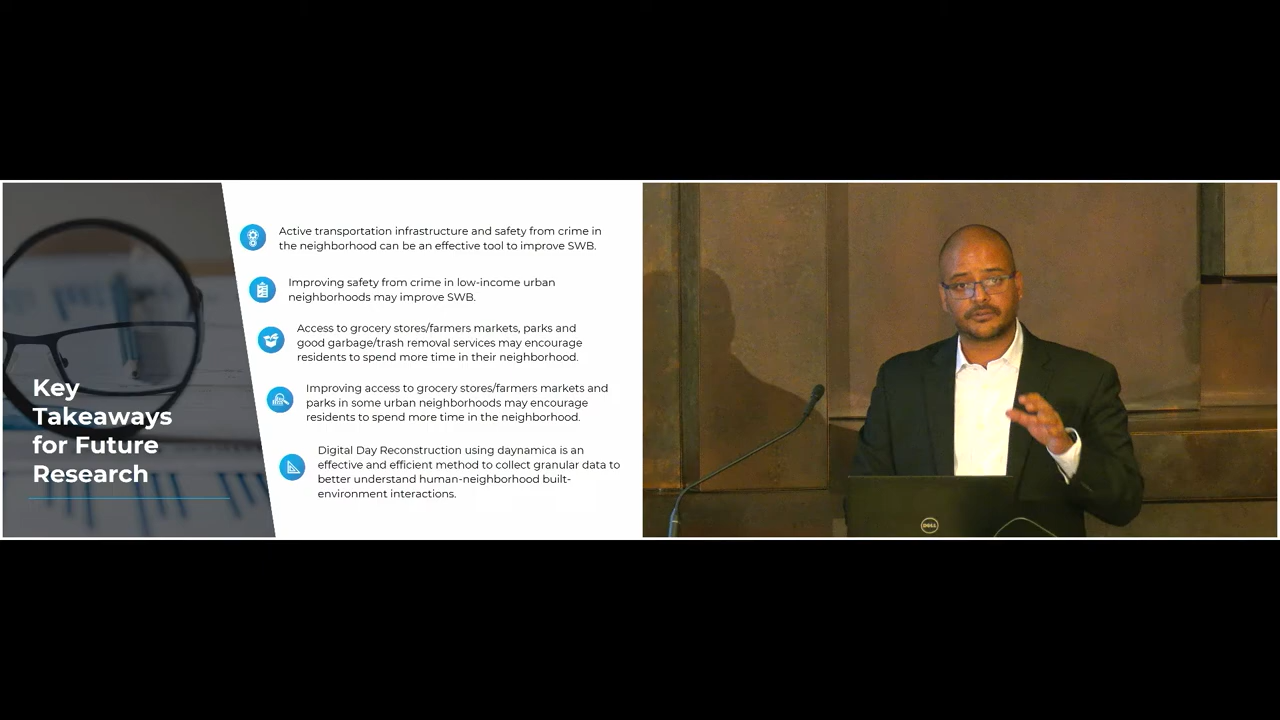 Key
Takeaways
for Future
Research
Active transportation infrastructure and safety from crime in
the neighborhood can be an effective tool to improve SWB.
Improving safety from crime in low-income urban
neighborhoods may improve SWB.
Access to grocery stores/farmers markets, parks and
good garbage/trash removal services may encourage
residents to spend more time in their neighborhood.
Improving access to grocery stores/farmers markets and
parks in some urban neighborhoods may encourage
residents to spend more time in the neighborhood.
Digital Day Reconstruction using daynamica is an
effective and efficient method to collect granular data to
better understand human-neighborhood built-
environment interactions.
DELL